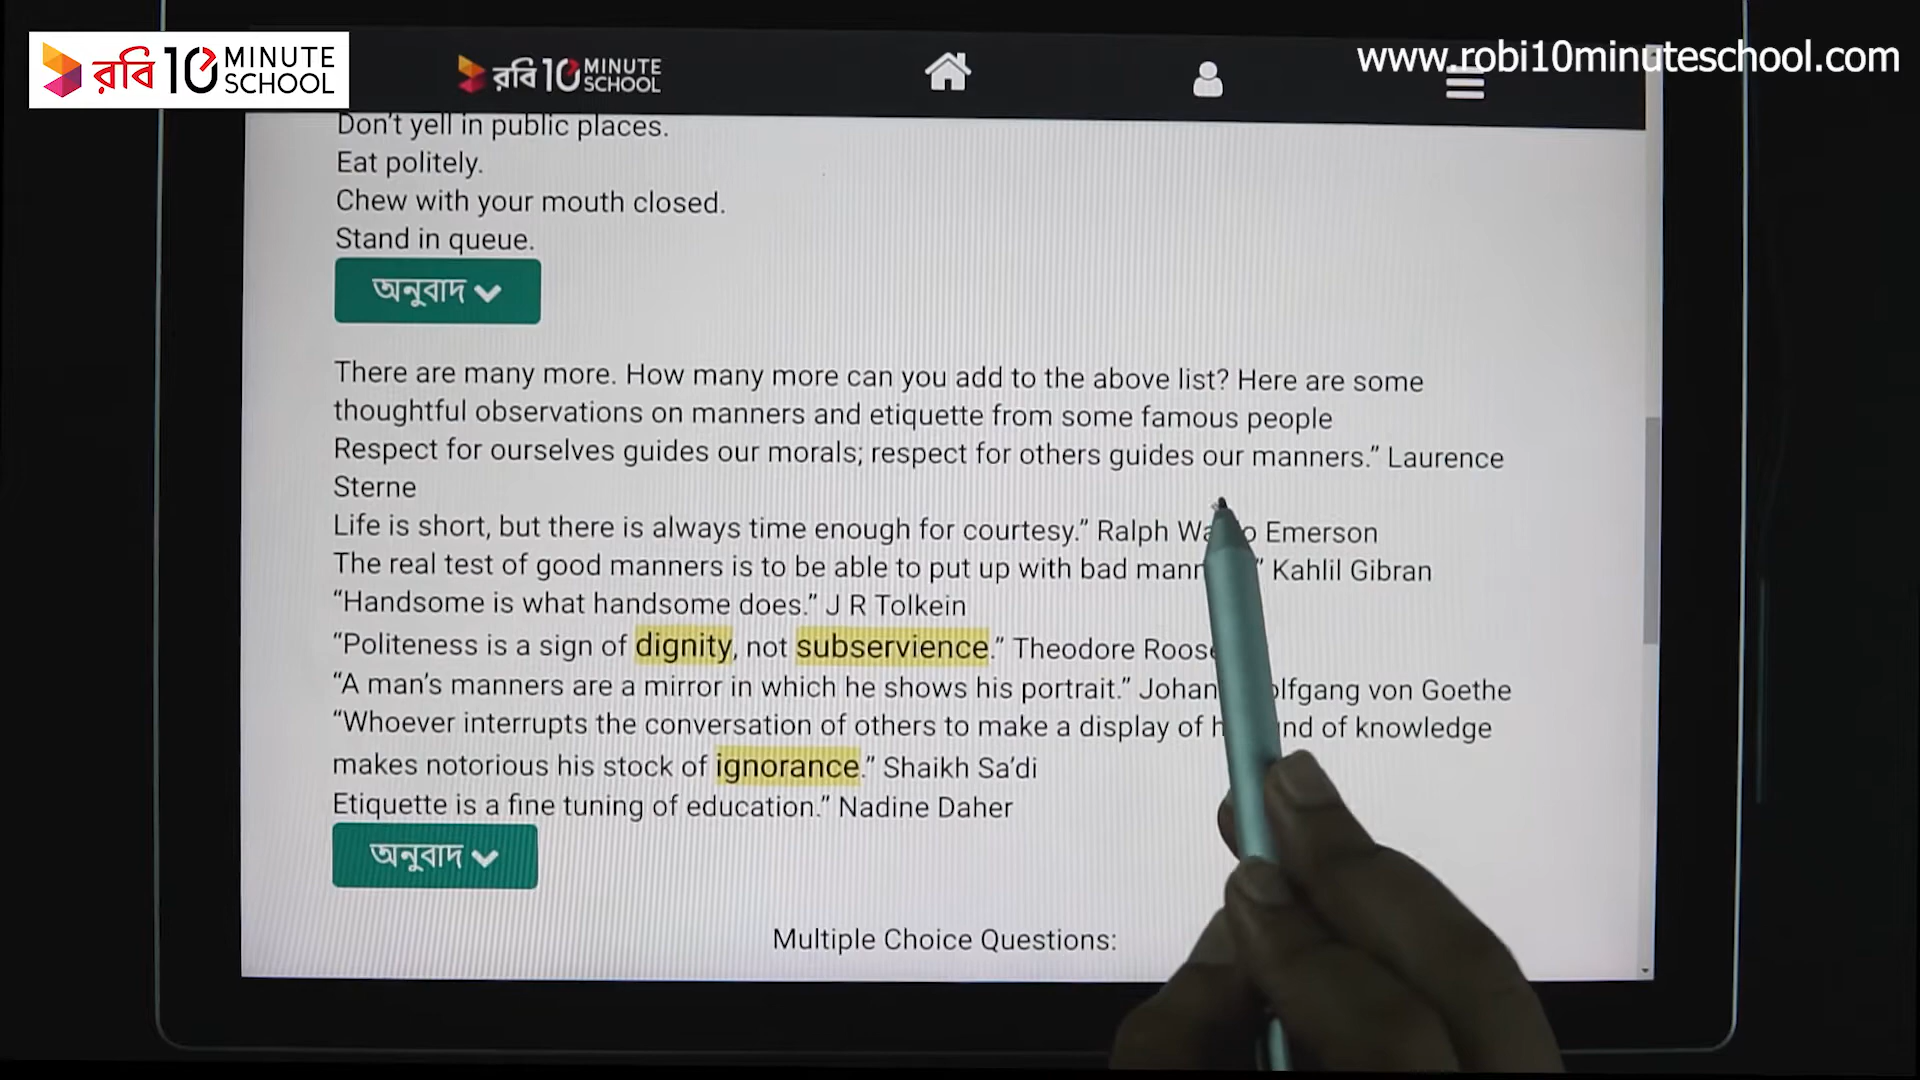 রবি 10 MINUTE SCHOOL
রবি 10 MINUTE SCHOOL
www.robi10minuteschool.com
Don't yell in public places.
Eat politely.
Chew with your mouth closed.
Stand in queue.
অনুবাদ
There are many more. How many more can you add to the above list? Here are some
thoughtful observations on manners and etiquette from some famous people
Respect for ourselves guides our morals; respect for others guides our manners.” Laurence
Sterne
Life is short, but there is always time enough for courtesy.” Ralph Emerson
The real test of good manners is to be able to put up with bad ” Kahlil Gibran
“Handsome is what handsome does.” J R Tolkein
“Politeness is a sign of dignity, not subservience.” Theodore
“A man’s manners are a mirror in which he shows his portrait.” von Goethe
“Whoever interrupts the conversation of others to make a display of of knowledge
makes notorious his stock of ignorance.” Shaikh Sa’di
Etiquette is a fine tuning of education.” Nadine Daher
অনুবাদ
Multiple Choice Questions: